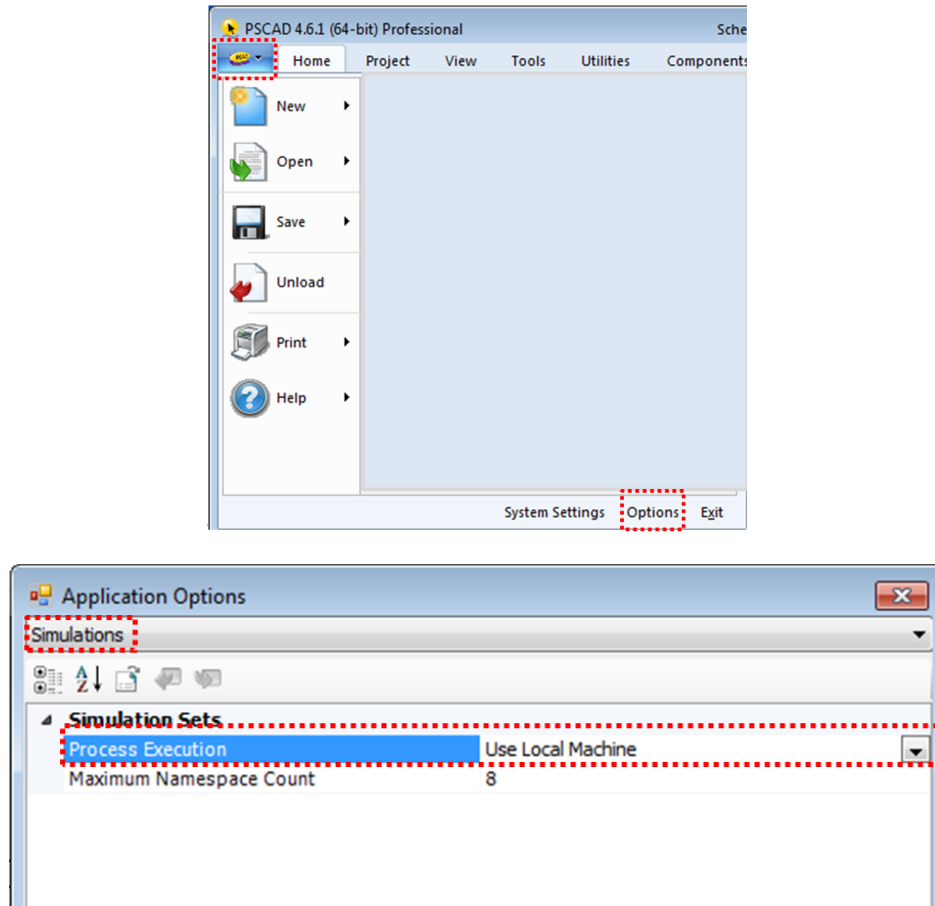 PSCAD 4.6.1 (64-bit) Professional Sche
Home Project View Tools Utilities Components
New
Open
Save
Unload
Print
Help
System Settings Options Exit
Application Options
Simulations
Simulation Sets
Process Execution Use Local Machine
Maximum Namespace Count 8